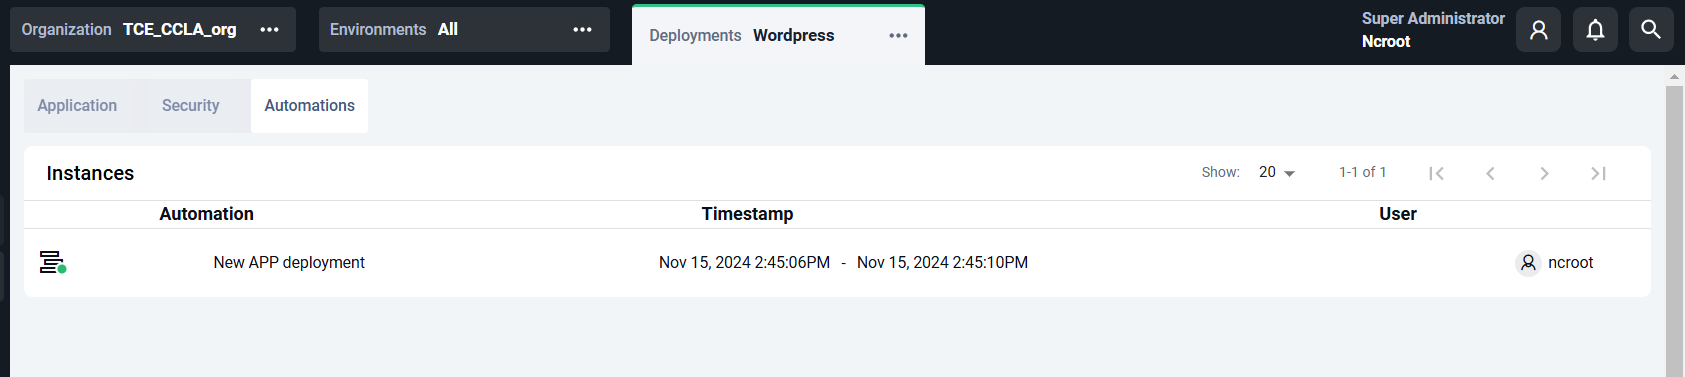 Organization TCE_CCLA_org
Environments All
Deployments Wordpress
Super Administrator
Ncroot
Application Security Automations
Instances Show: 20 1-1 of 1
Automation Timestamp User
New APP deployment Nov 15, 2024 2:45:06PM - Nov 15, 2024 2:45:10PM ncroot